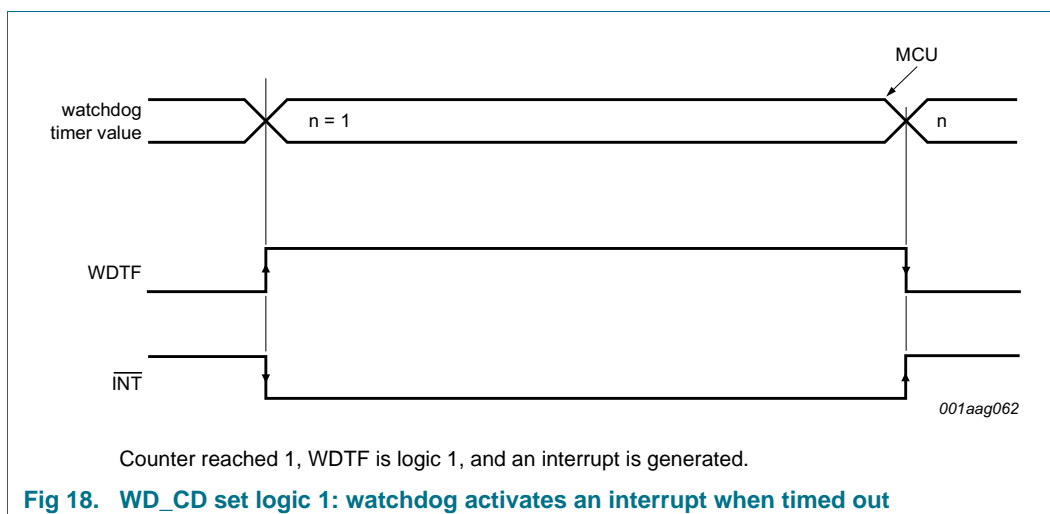 MCU
watchdog
timer value
n = 1
n
WDTF
INT
001aag062
Counter reached 1, WDTF is logic 1, and an interrupt is generated.
Fig 18. WD_CD set logic 1: watchdog activates an interrupt when timed out